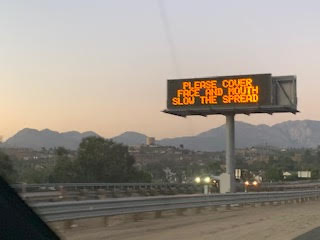 PLEASE COVER
FACE AND MOUTH
SLOW THE SPREAD